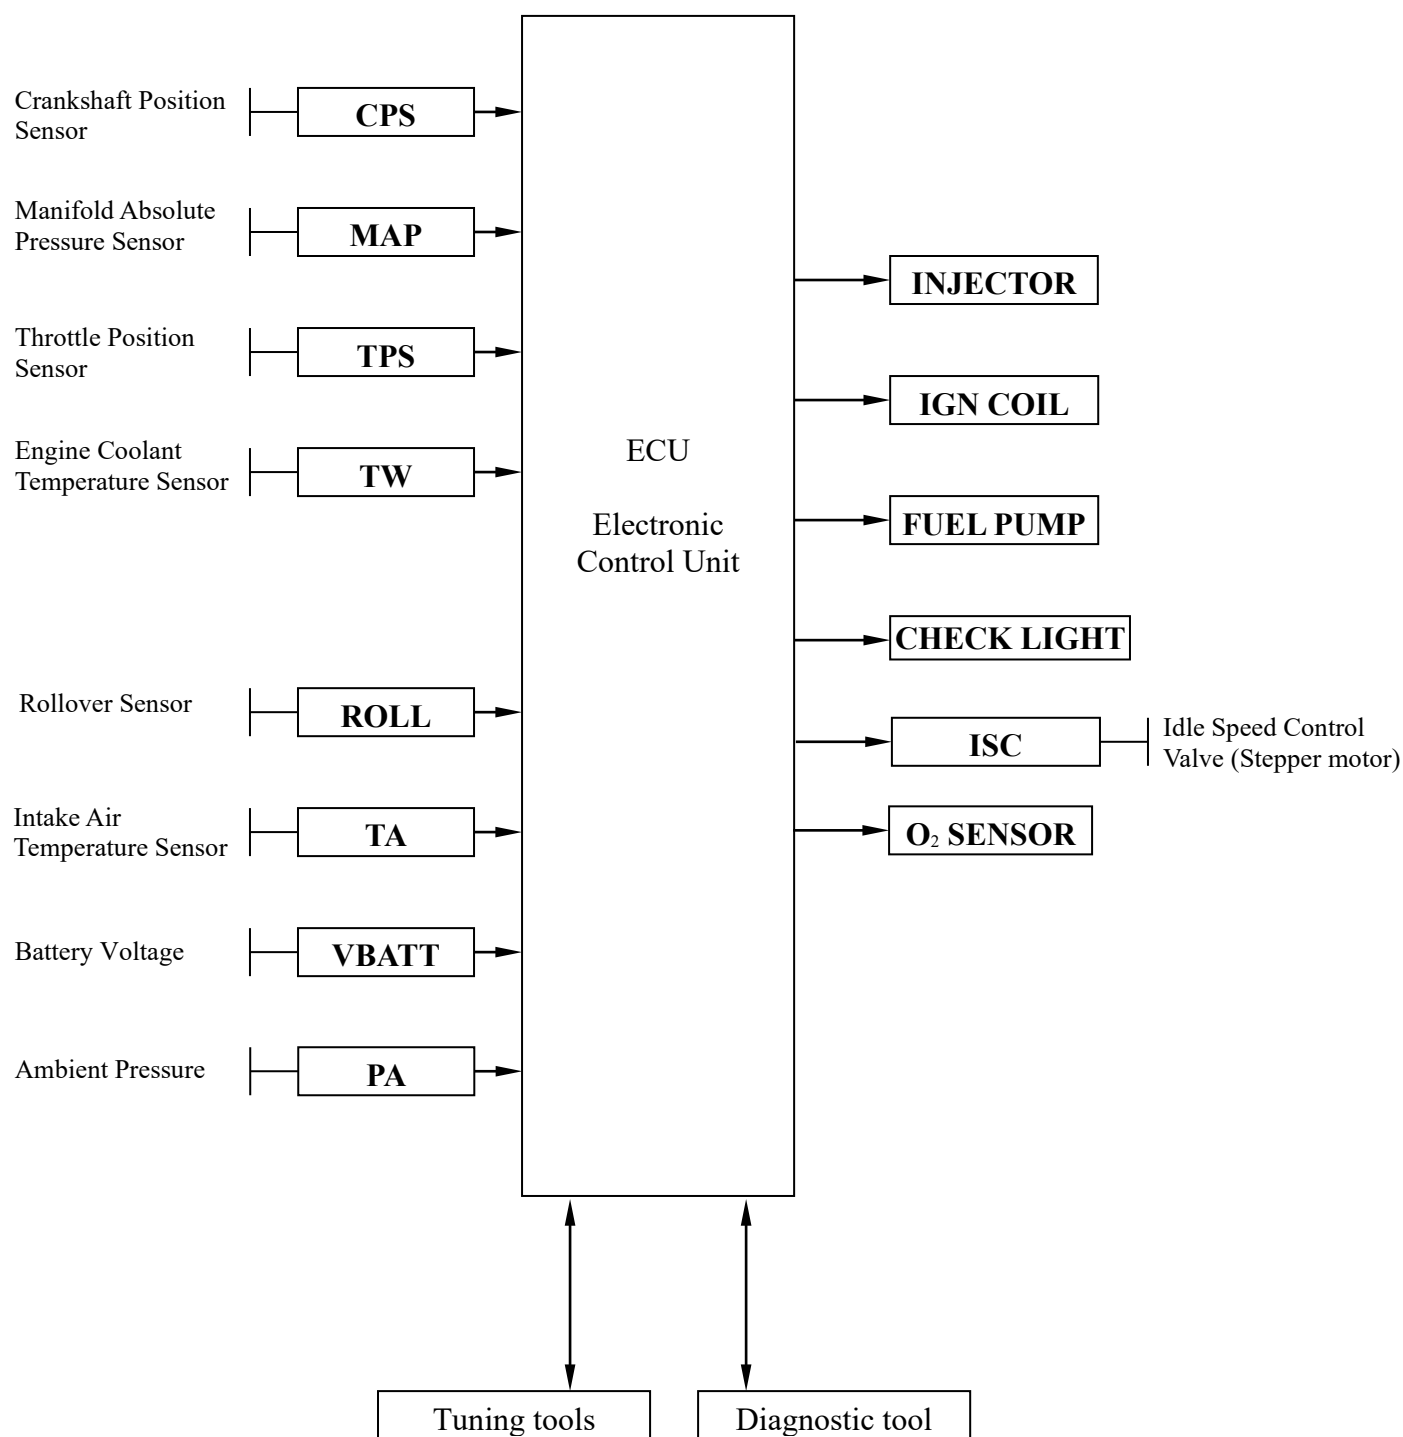 Crankshaft Position
Sensor
CPS
Manifold Absolute
Pressure Sensor
MAP
Throttle Position
Sensor
TPS
Engine Coolant
Temperature Sensor
TW
Rollover Sensor
ROLL
Intake Air
Temperature Sensor
TA
Battery Voltage
VBATT
Ambient Pressure
PA
ECU
Electronic
Control Unit
INJECTOR
IGN COIL
FUEL PUMP
CHECK LIGHT
ISC
Idle Speed Control
Valve (Stepper motor)
O₂ SENSOR
Tuning tools
Diagnostic tool